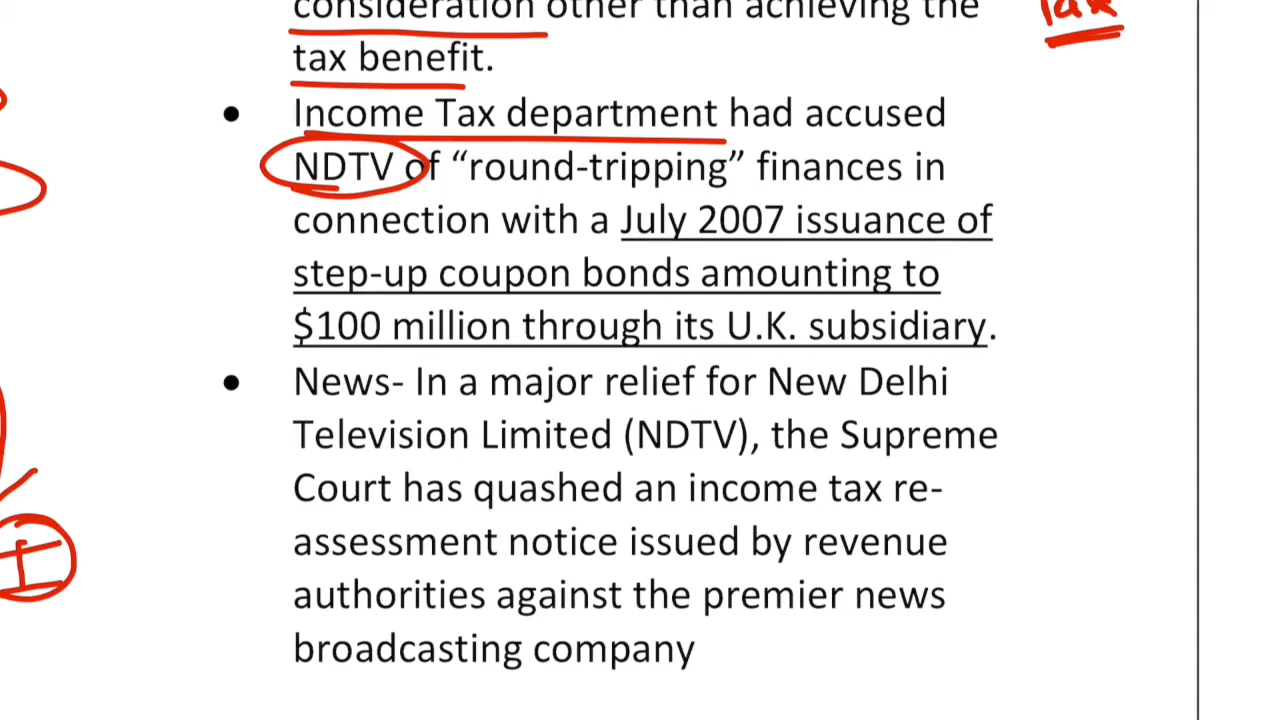 consideration other than achieving the
Tax
tax benefit.
• Income Tax department had accused
NDTV of “round-tripping” finances in
connection with a July 2007 issuance of
step-up coupon bonds amounting to
$100 million through its U.K. subsidiary.
• News- In a major relief for New Delhi
Television Limited (NDTV), the Supreme
Court has quashed an income tax re-
assessment notice issued by revenue
I
authorities against the premier news
broadcasting company